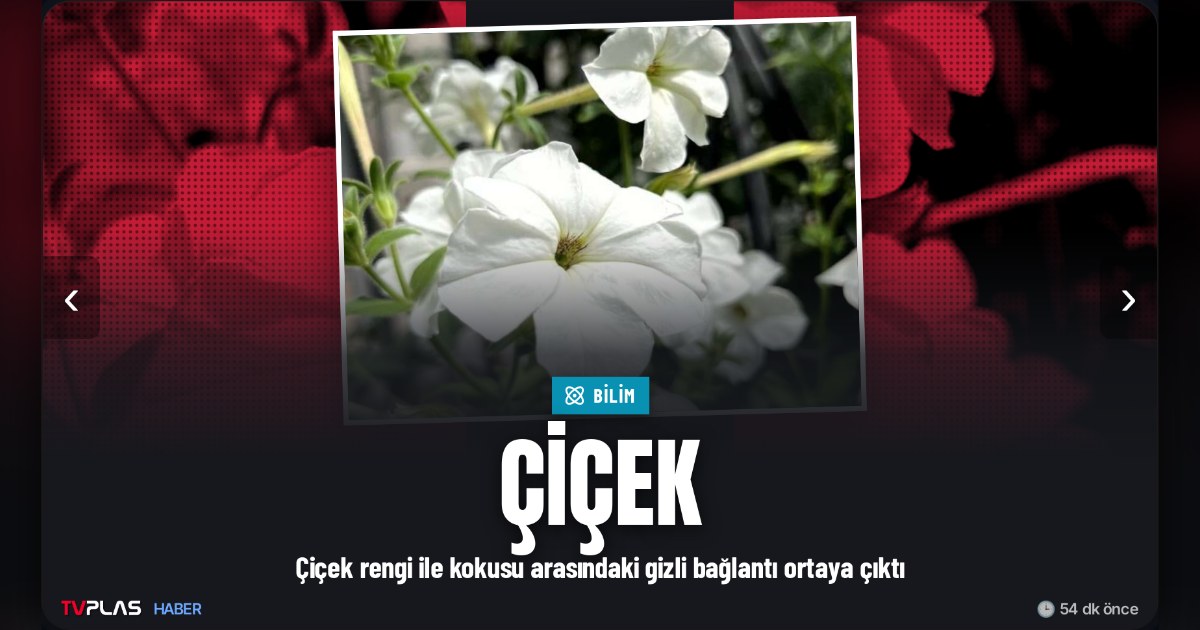 BİLİM
ÇİÇEK
Çiçek rengi ile kokusu arasındaki gizli bağlantı ortaya çıktı
TVPLAS HABER
54 dk önce